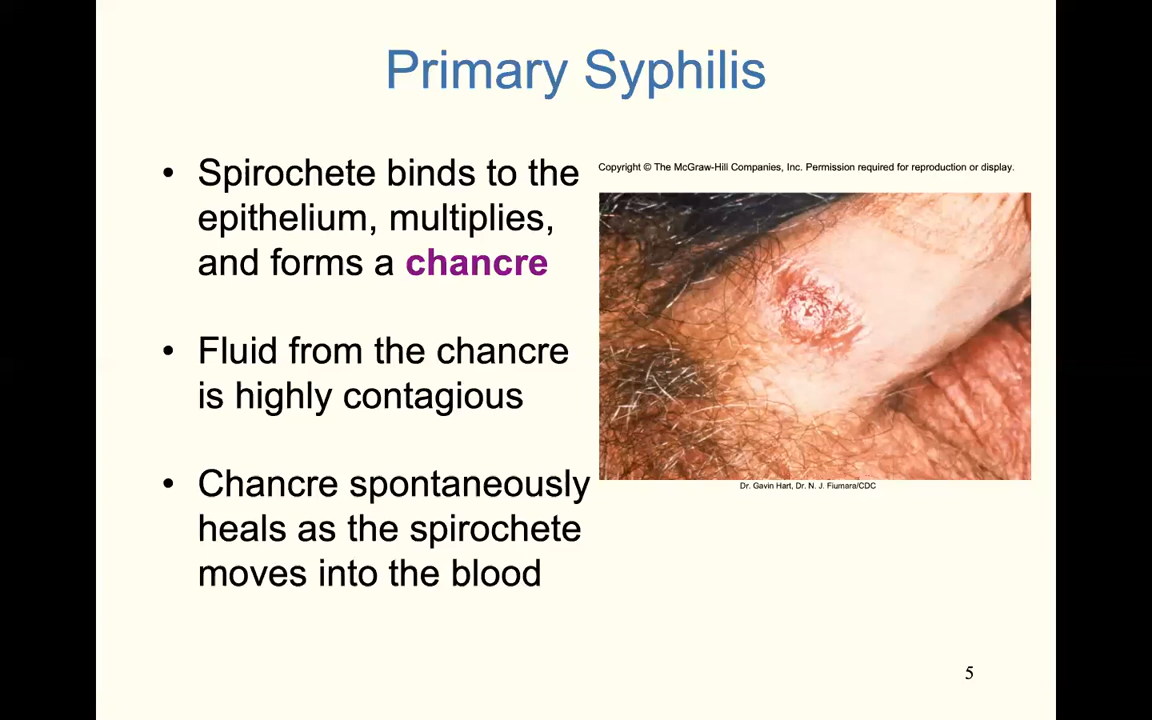 Primary Syphilis
• Spirochete binds to the
epithelium, multiplies,
and forms a chancre
• Fluid from the chancre
is highly contagious
• Chancre spontaneously
heals as the spirochete
moves into the blood
Copyright © The McGraw-Hill Companies, Inc. Permission required for reproduction or display.
Dr. Gavin Hart, Dr. N. J. Fiumara/CDC
5